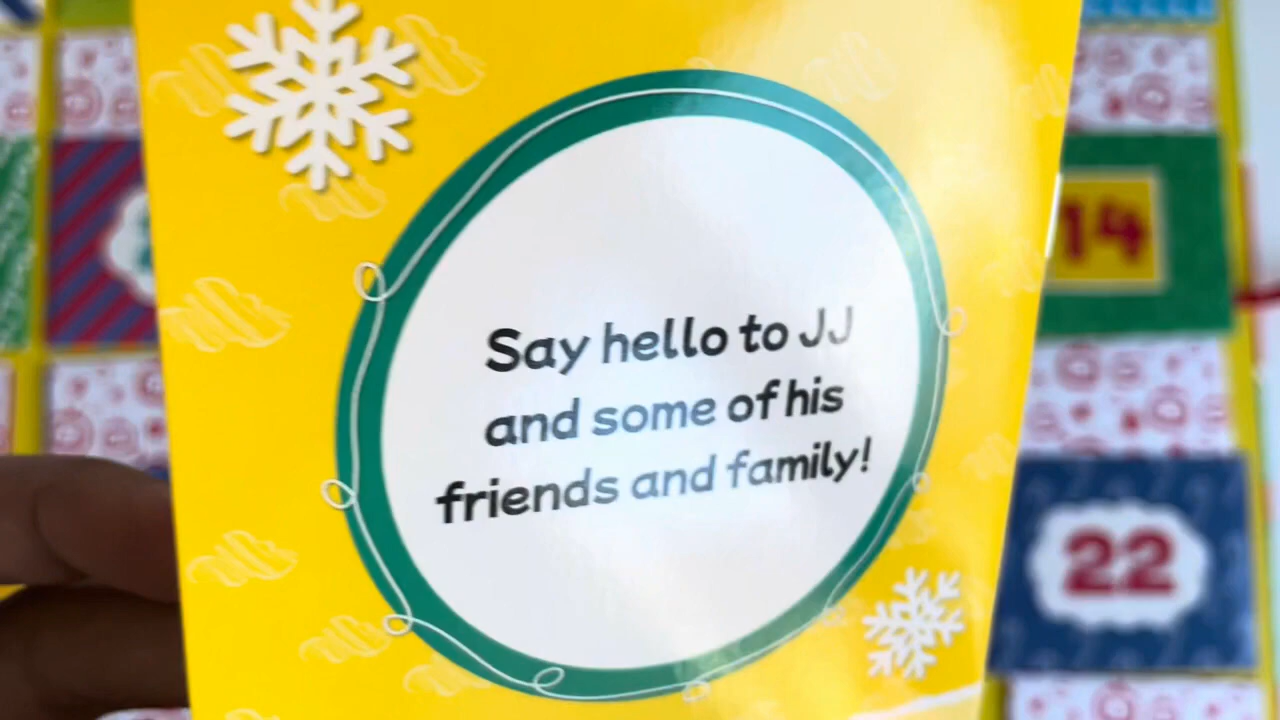 Say hello to JJ
and some of his
friends and family!
14
22